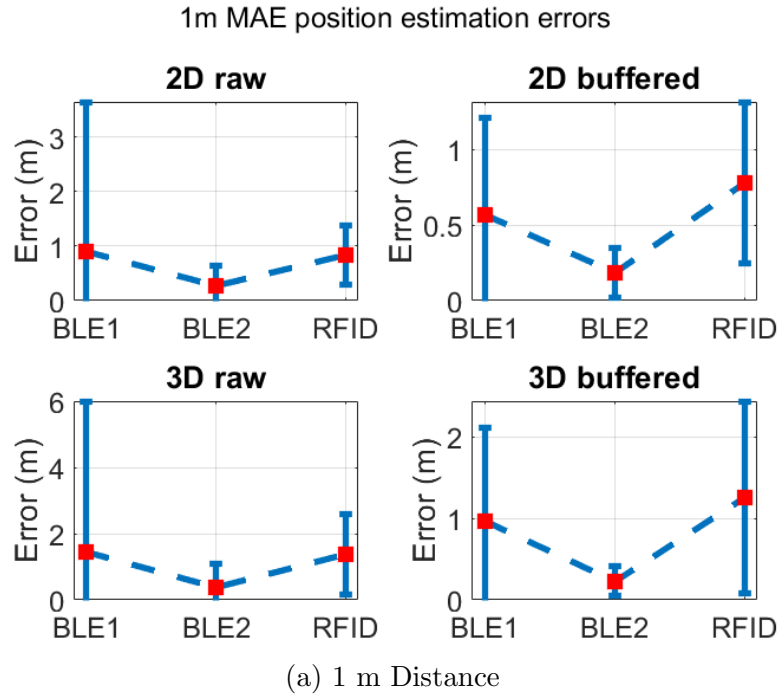 1m MAE position estimation errors
2D raw
2D buffered
Error (m)
3
2
1
0
BLE1 BLE2 RFID
Error (m)
1
0.5
0
BLE1 BLE2 RFID
3D raw
3D buffered
Error (m)
6
4
2
0
BLE1 BLE2 RFID
Error (m)
2
1
0
BLE1 BLE2 RFID
(a) 1 m Distance